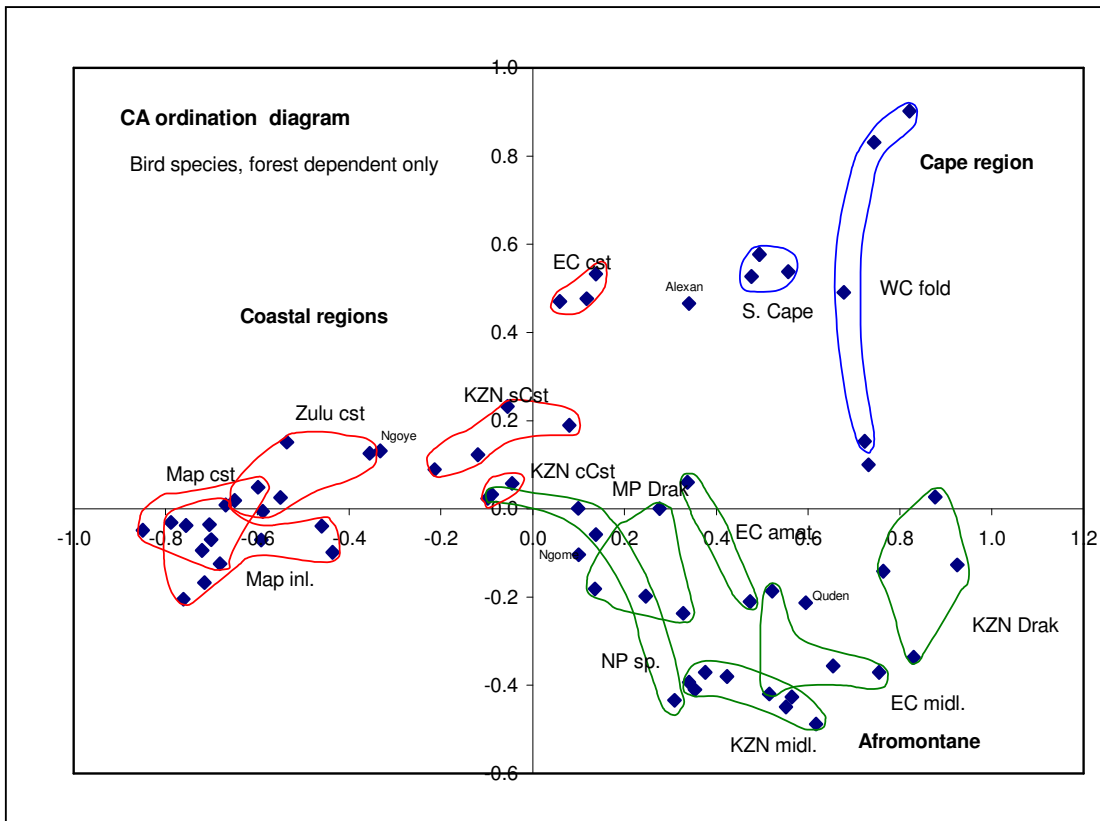 1.0
CA ordination diagram
Bird species, forest dependent only
0.8
Cape region
0.6
EC cst
Alexan
WC fold
S. Cape
Coastal regions
0.4
KZN sCst
Zulu cst
0.2
Ngoye
Map cst
KZN cCst
MP Drak
0.0
-1.0 -0.8 -0.6 -0.4 -0.2 0.0 0.2 0.4 0.6 0.8 1.0 12
EC amat
Ngom
Map inl.
-0.2
Quden
KZN Drak
NP sp.
-0.4
EC midl.
KZN midl.
Afromontane
-0.6